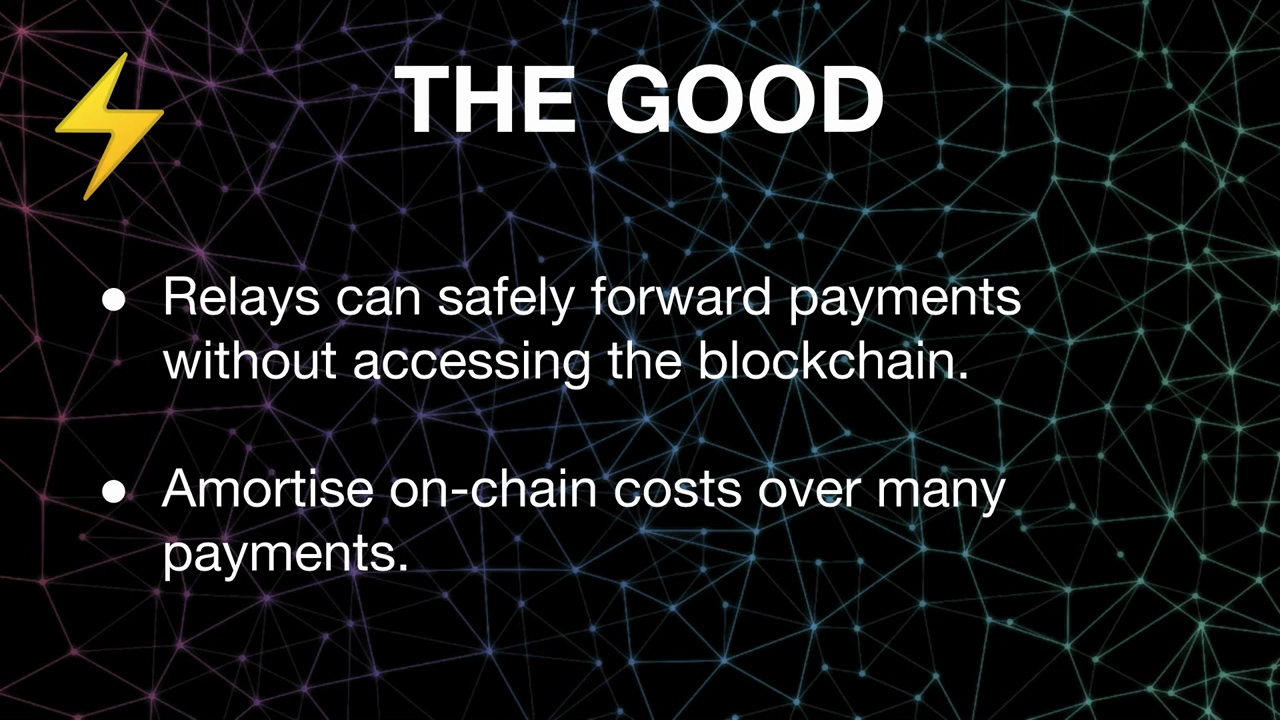 THE GOOD
● Relays can safely forward payments
without accessing the blockchain.
● Amortise on-chain costs over many
payments.